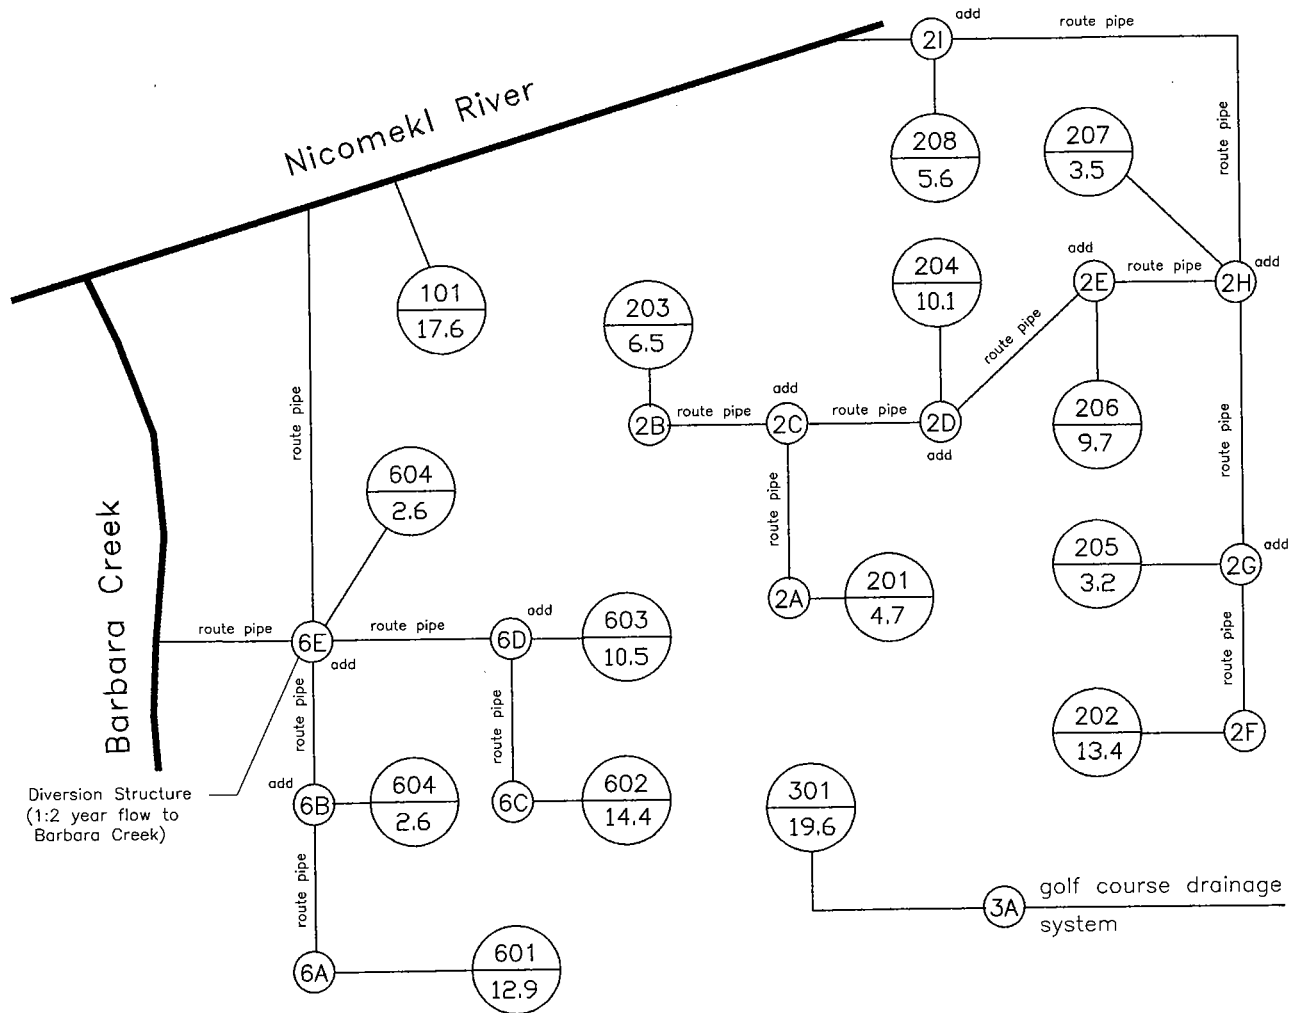 add
route pipe
2I
Nicomekl River
route pipe
208
5.6
207
3.5
204
10.1
add
2E
route pipe
add
2H
101
17.6
203
6.5
route pipe
add
2B
route pipe
2C
route pipe
2D
add
206
9.7
route pipe
route pipe
604
2.6
route pipe
Barbara Creek
205
3.2
add
2G
2A
201
4.7
route pipe
6E
add
route pipe
add
6D
603
10.5
route pipe
route pipe
route pipe
202
13.4
2F
Diversion Structure
(1:2 year flow to
Barbara Creek)
add
6B
604
2.6
6C
602
14.4
301
19.6
route pipe
3A
golf course drainage
system
6A
601
12.9